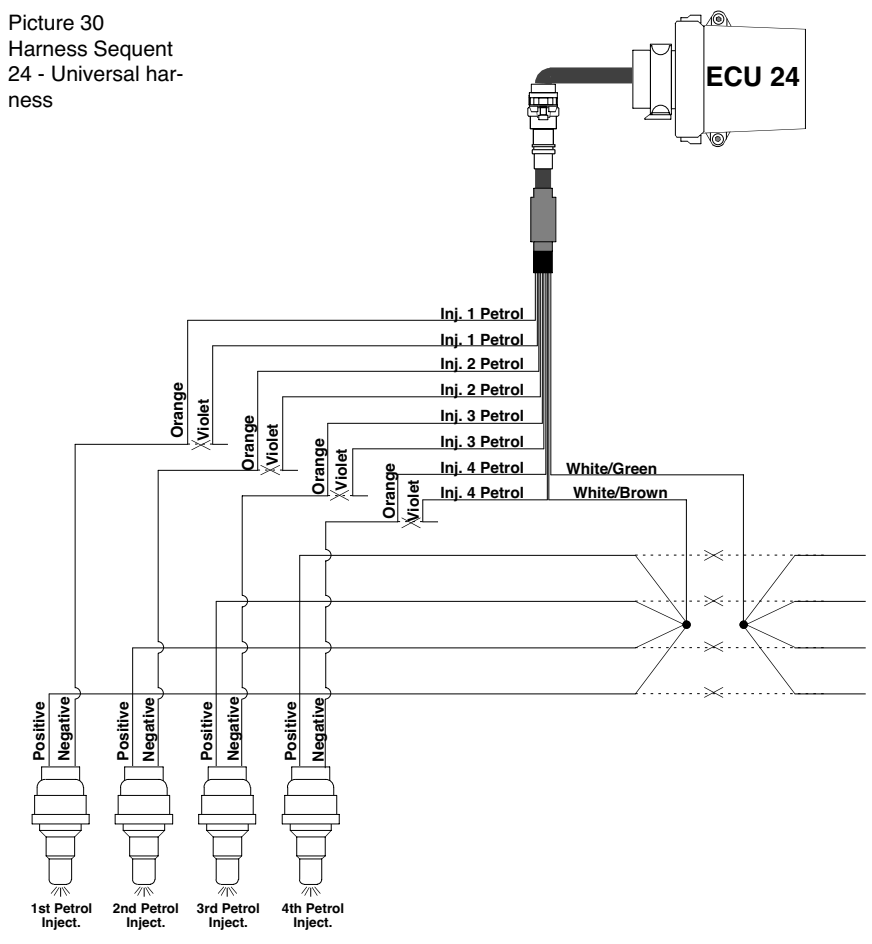 Picture 30
Harness Sequent
24 - Universal har-
ness
ECU 24
Inj. 1 Petrol
Inj. 1 Petrol
Inj. 2 Petrol
Inj. 2 Petrol
Inj. 3 Petrol
Inj. 3 Petrol
Inj. 4 Petrol
White/Green
Inj. 4 Petrol
White/Brown
Orange
Violet
Orange
Violet
Orange
Violet
Orange
Violet
Positive
Negative
Positive
Negative
Positive
Negative
Positive
Negative
1st Petrol
Inject.
2nd Petrol
Inject.
3rd Petrol
Inject.
4th Petrol
Inject.